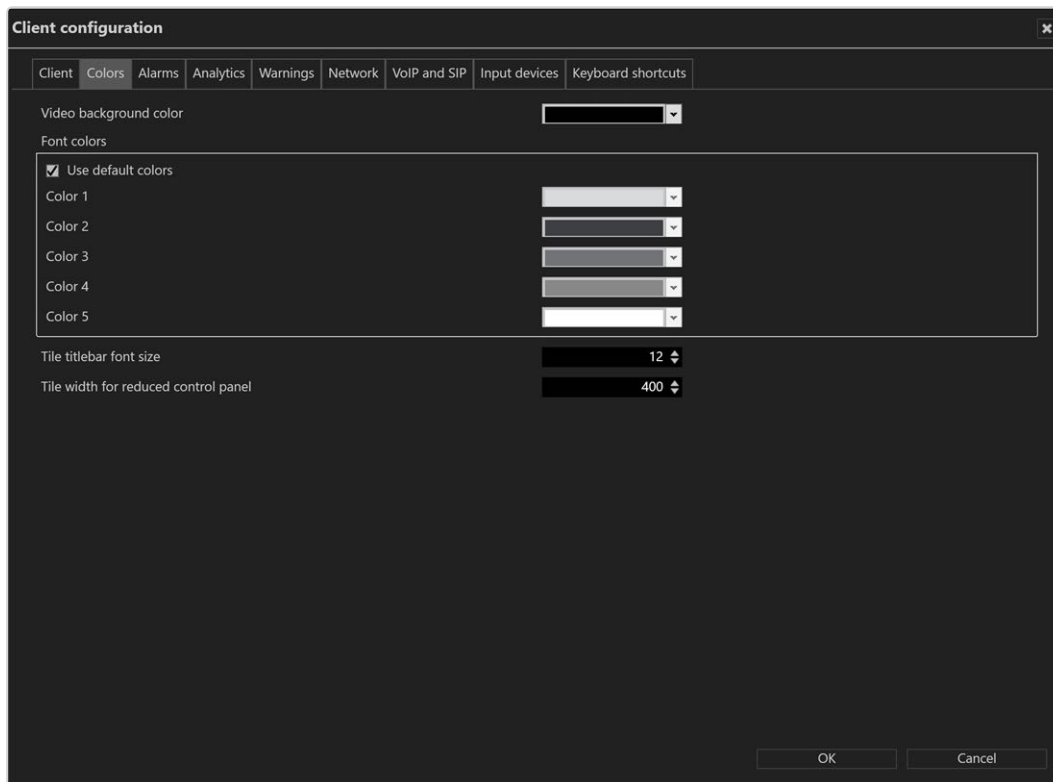 Client configuration
Client Colors Alarms Analytics Warnings Network VoIP and SIP Input devices Keyboard shortcuts
Video background color
Font colors
Use default colors
Color 1
Color 2
Color 3
Color 4
Color 5
Tile titlebar font size 12
Tile width for reduced control panel 400
OK Cancel